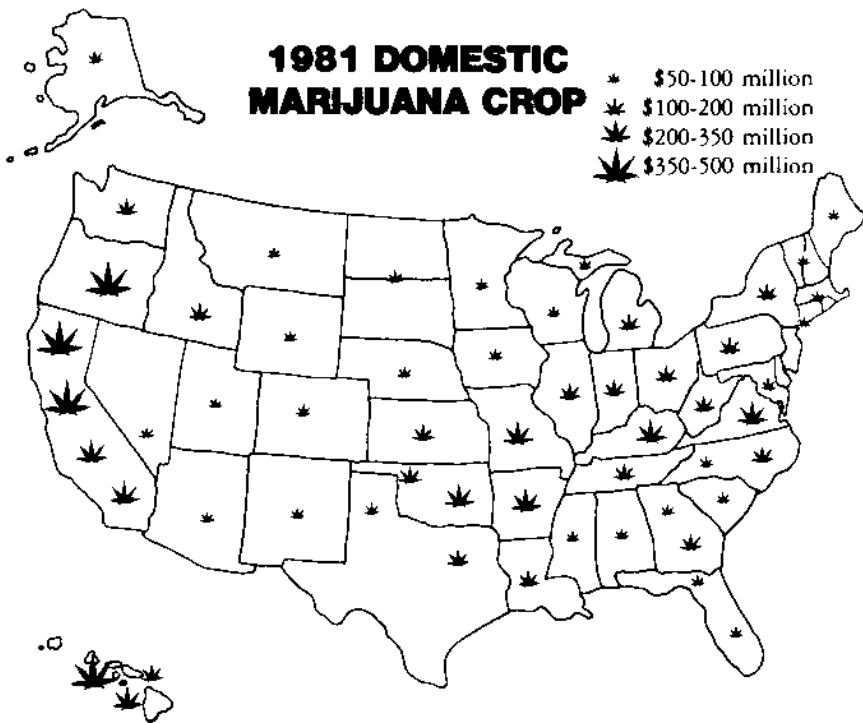 1981 DOMESTIC
MARIJUANA CROP
$50-100 million
$100-200 million
$200-350 million
$350-500 million